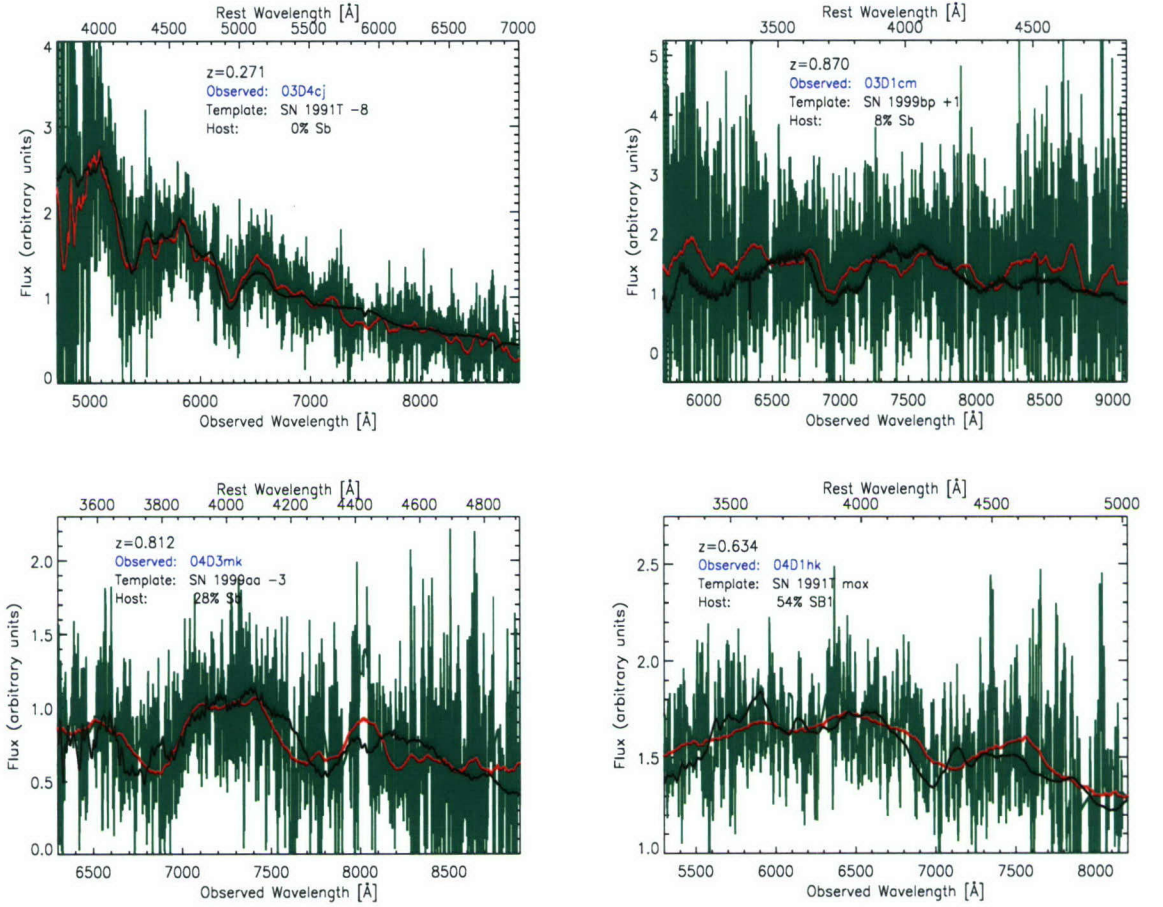 Rest Wavelength [Å]
4000 4500 5000 5500 6000 6500 7000
z=0.271
Observed: 03D4cj
Template: SN 1991T −8
Host: 0% Sb
Flux (arbitrary units)
4
3
2
1
0
5000 6000 7000 8000
Observed Wavelength [Å]
Rest Wavelength [Å]
3500 4000 4500
z=0.870
Observed: 03D1cm
Template: SN 1999bp +1
Host: 8% Sb
Flux (arbitrary units)
5
4
3
2
1
0
6000 6500 7000 7500 8000 8500 9000
Observed Wavelength [Å]
Rest Wavelength [Å]
3600 3800 4000 4200 4400 4600 4800
z=0.812
Observed: 04D3mk
Template: SN 1999aa −3
Host: 28% Sb
Flux (arbitrary units)
2.0
1.5
1.0
0.5
0.0
6500 7000 7500 8000 8500
Observed Wavelength [Å]
Rest Wavelength [Å]
3500 4000 4500 5000
z=0.634
Observed: 04D1hk
Template: SN 1991T max
Host: 54% SB1
Flux (arbitrary units)
2.5
2.0
1.5
1.0
5500 6000 6500 7000 7500 8000
Observed Wavelength [Å]